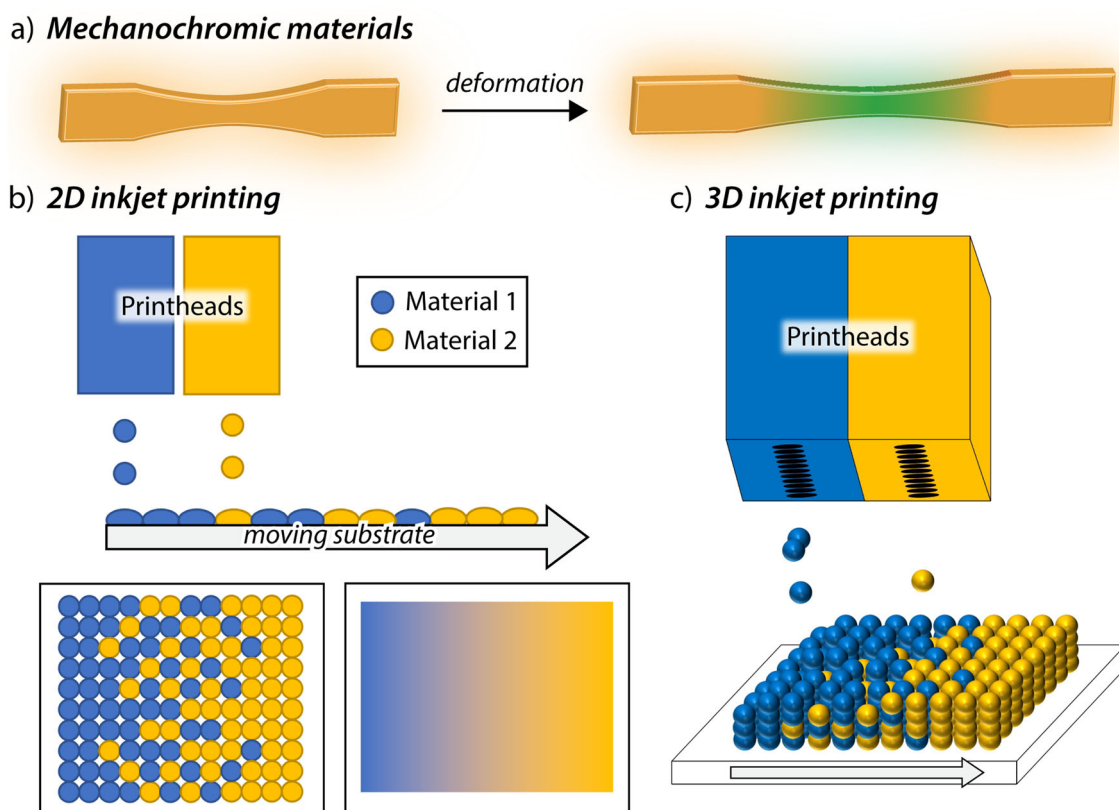 a) Mechanochromic materials
deformation
b) 2D inkjet printing
Printheads
Material 1
Material 2
moving substrate
c) 3D inkjet printing
Printheads